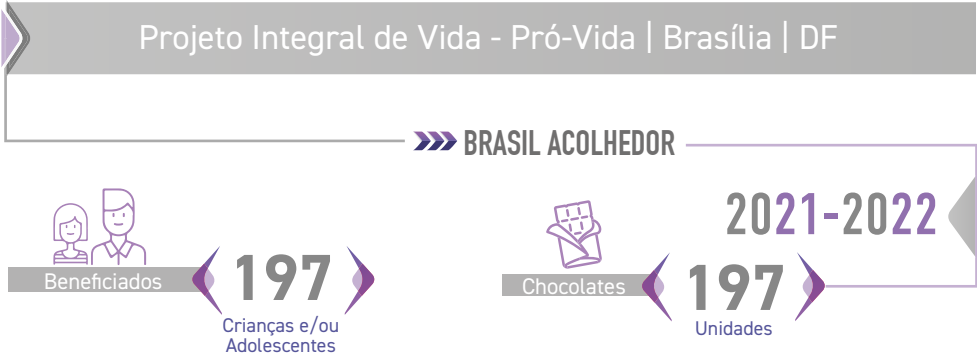 Projeto Integral de Vida - Pró-Vida | Brasília | DF
BRASIL ACOLHEDOR
2021-2022
Beneficiados
197
Crianças e/ou
Adolescentes
Chocolates
197
Unidades